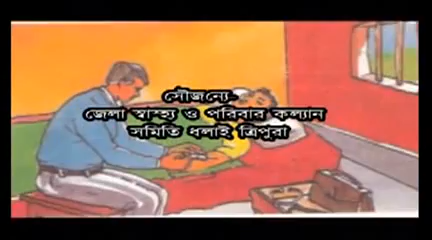 সৌজন্যে-
জেলা স্বাস্হ্য ও পরিবার কল্যান
সমিতি ধলাই ত্রিপুরা